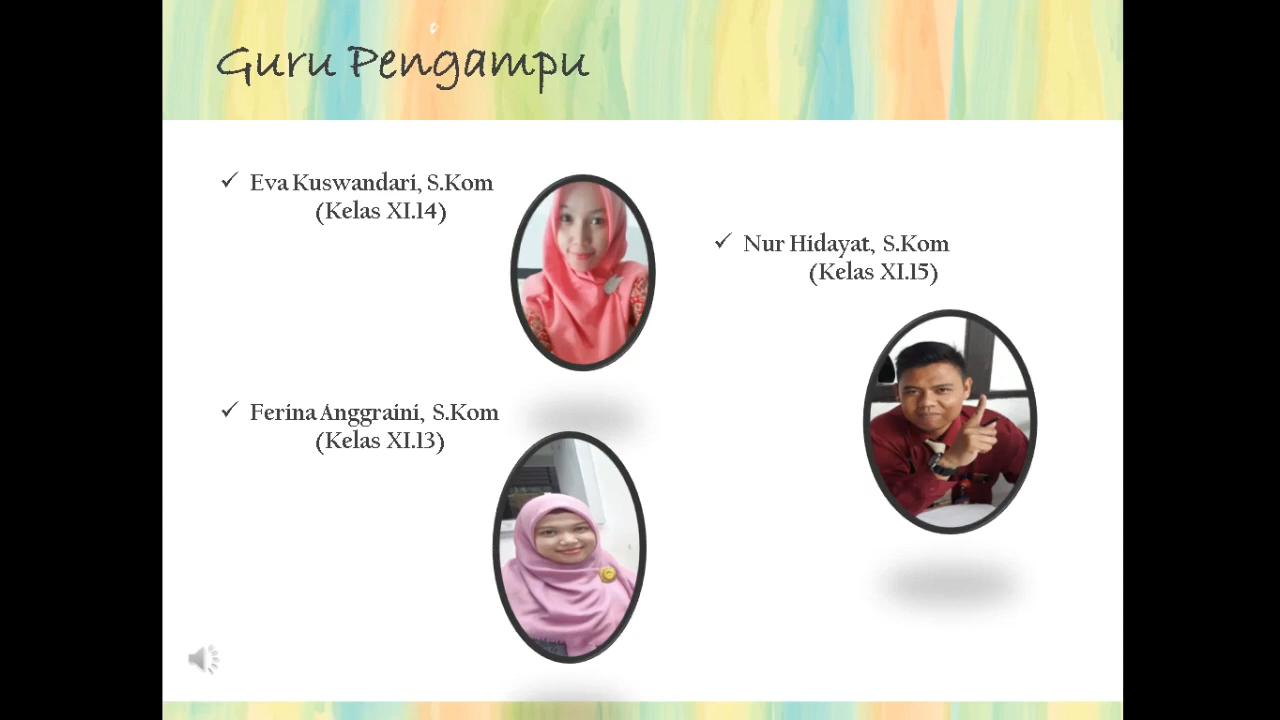 Guru Pengampu
✓ Eva Kuswandari, S.Kom
(Kelas XI.14)
✓ Nur Hidayat, S.Kom
(Kelas XI.15)
✓ Ferina Anggraini, S.Kom
(Kelas XI.13)